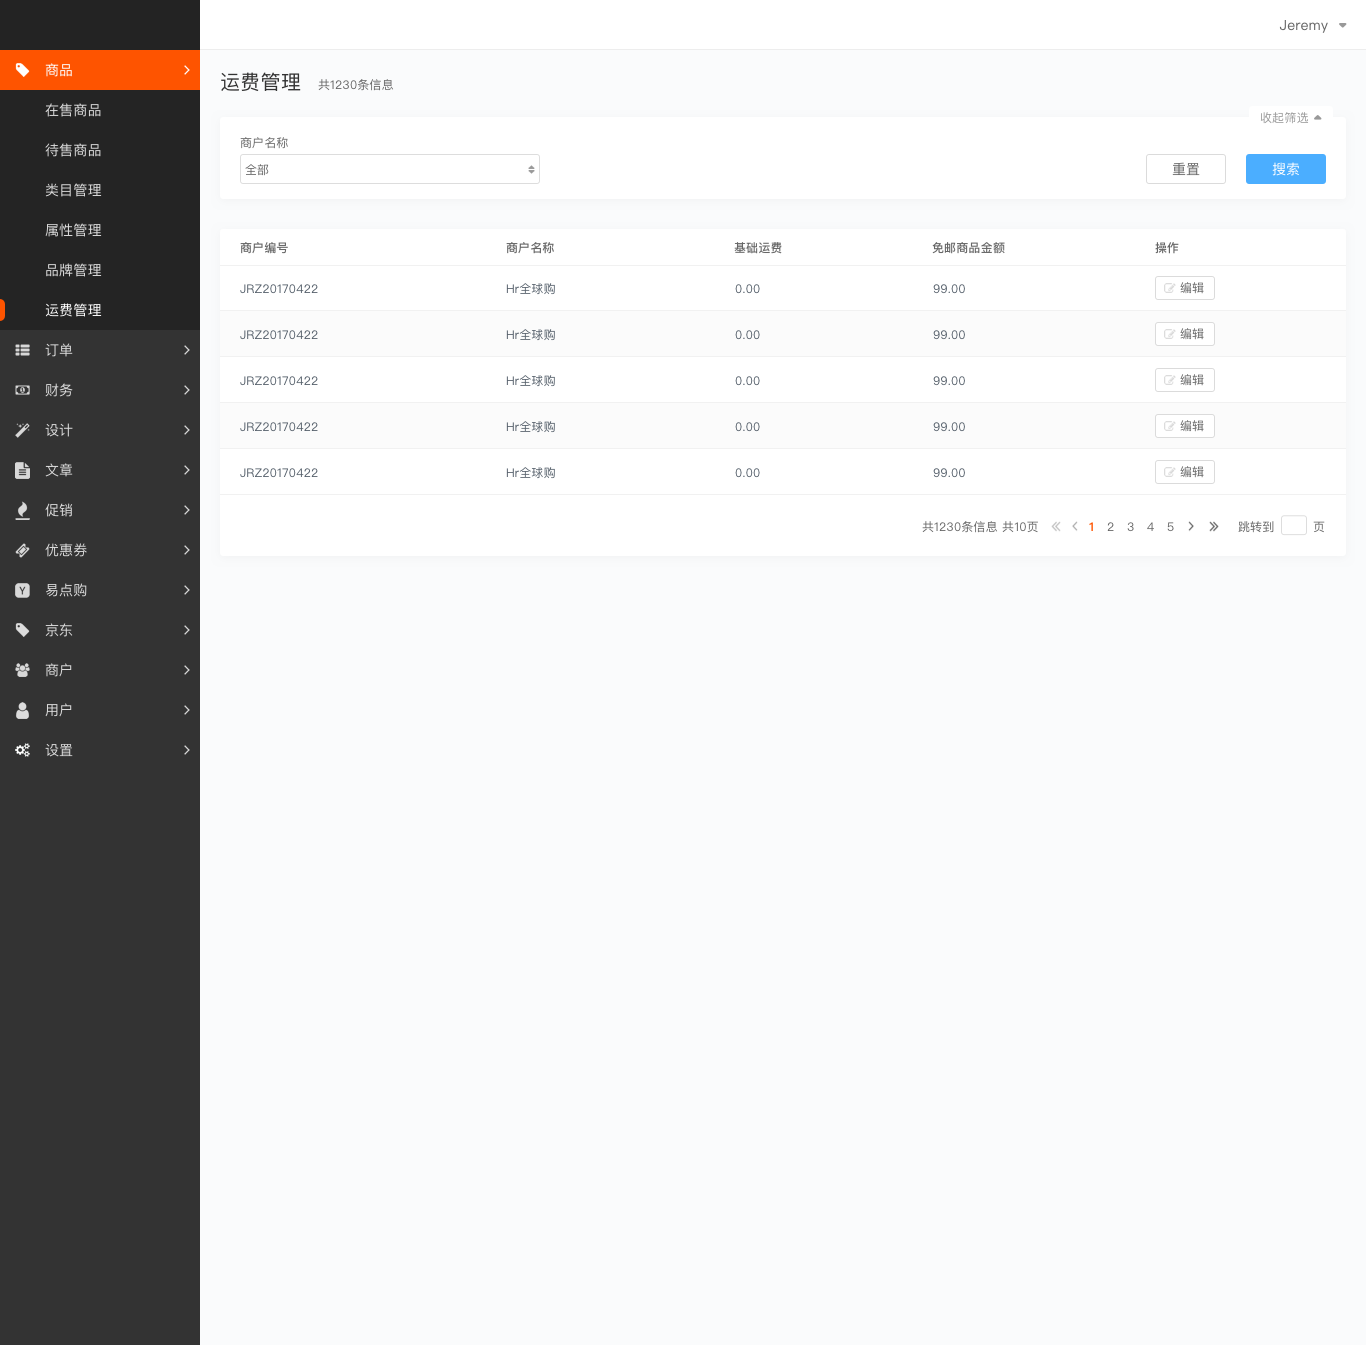 Jeremy
商品
在售商品
待售商品
类目管理
属性管理
品牌管理
运费管理
订单
财务
设计
文章
促销
优惠券
易点购
京东
商户
用户
设置
运费管理 共1230条信息
收起筛选
商户名称
全部
重置 搜索
商户编号 商户名称 基础运费 免邮商品金额 操作
JRZ20170422 Hr全球购 0.00 99.00 编辑
JRZ20170422 Hr全球购 0.00 99.00 编辑
JRZ20170422 Hr全球购 0.00 99.00 编辑
JRZ20170422 Hr全球购 0.00 99.00 编辑
JRZ20170422 Hr全球购 0.00 99.00 编辑
共1230条信息 共10页 1 2 3 4 5 跳转到 页